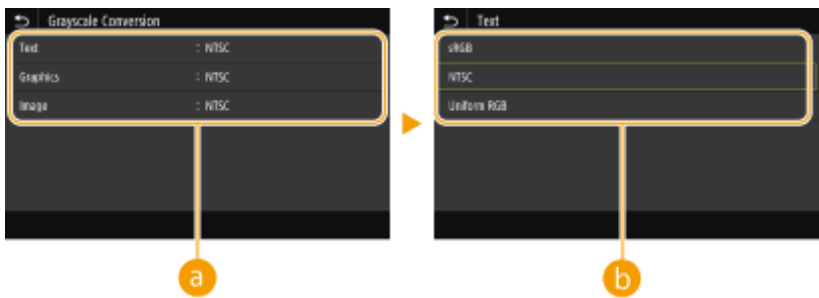 Grayscale Conversion
Text : NTSC
Graphics : NTSC
Image : NTSC
a
Text
sRGB
NTSC
Uniform RGB
b